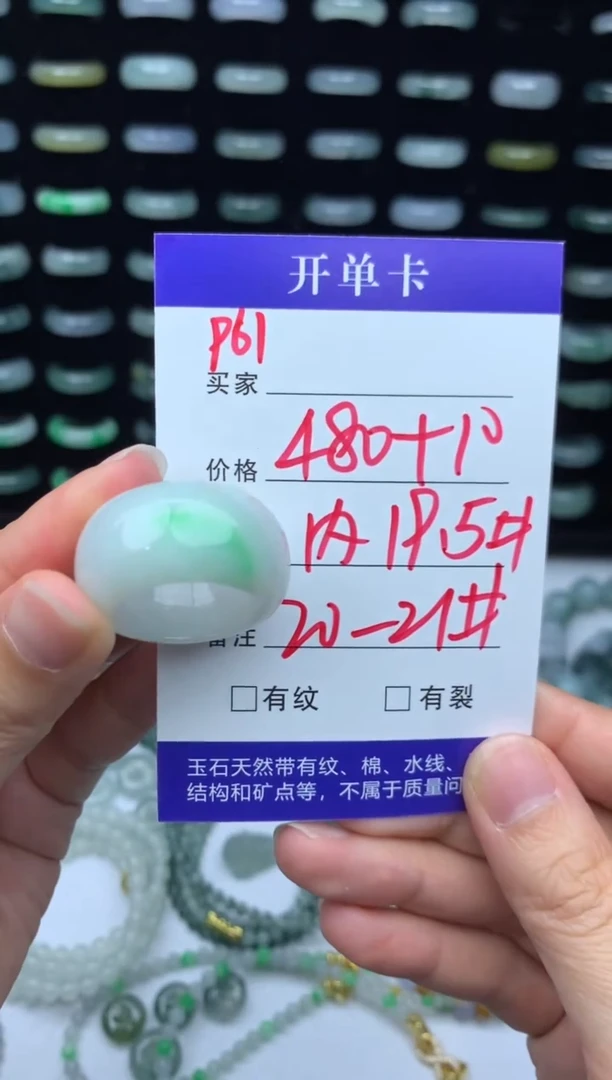 开单卡
P61
买家
价格 480+10
内19.5#
备注 20-21#
有纹 有裂
玉石天然带有纹、棉、水线、
结构和矿点等，不属于质量问